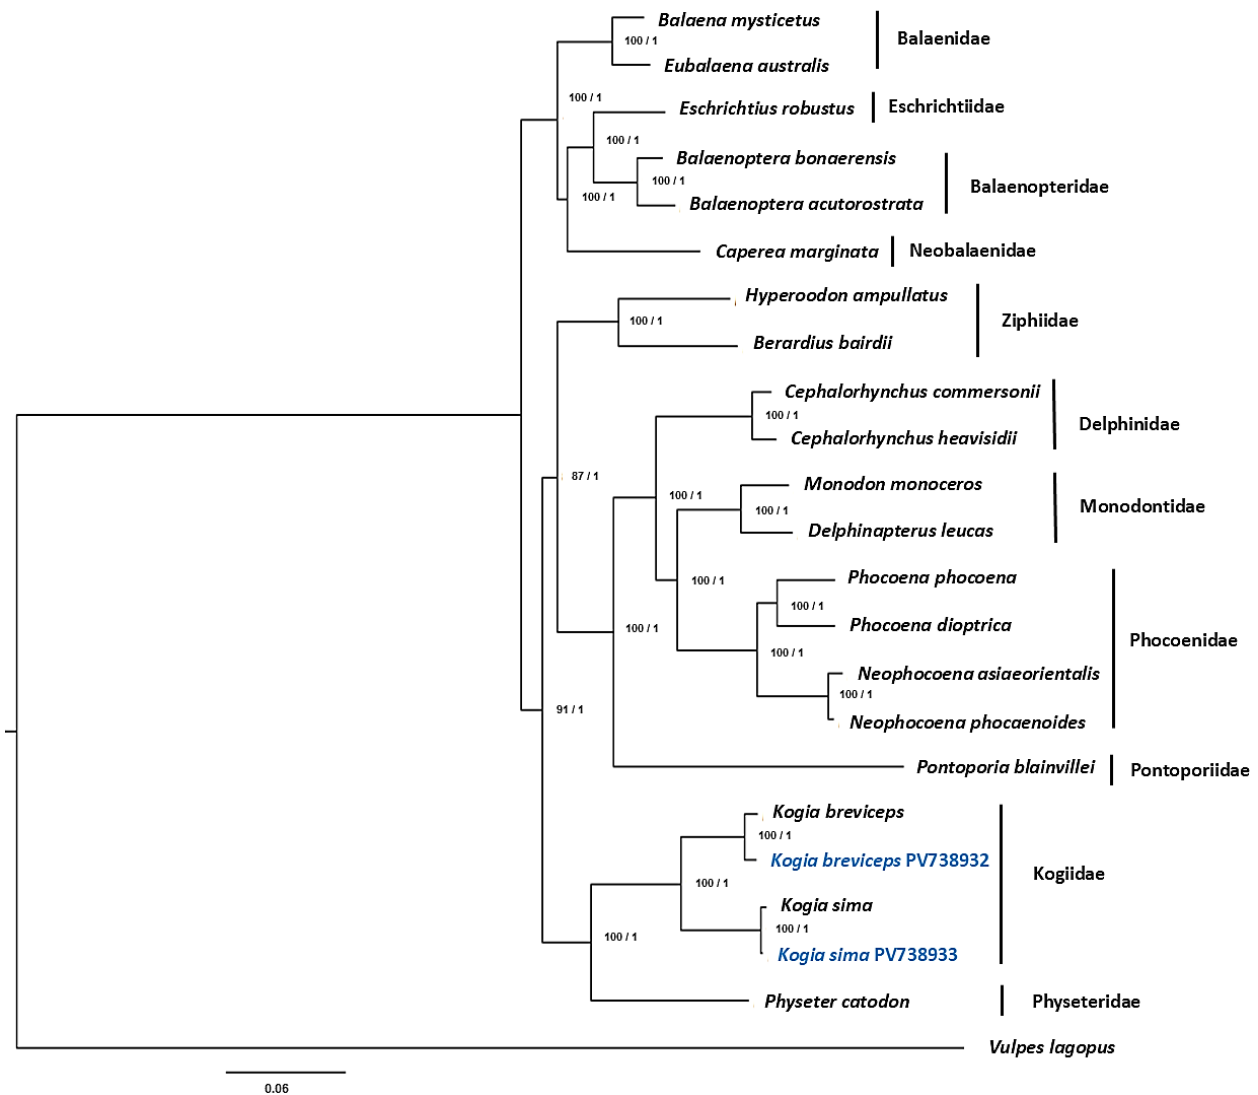 Balaena mysticetus
100 / 1
Balaenidae
Eubalaena australis
100 / 1
Eschrichtius robustus
Eschrichtiidae
100 / 1
Balaenoptera bonaerensis
100 / 1
Balaenopteridae
100 / 1
Balaenoptera acutorostrata
Caperea marginata
Neobalaenidae
Hyperoodon ampullatus
100 / 1
Ziphiidae
Berardius bairdii
Cephalorhynchus commersonii
100 / 1
Delphinidae
Cephalorhynchus heavisidii
87 / 1
Monodon monoceros
100 / 1
100 / 1
Monodontidae
Delphinapterus leucas
Phocoena phocoena
100 / 1
100 / 1
Phocoena dioptrica
100 / 1
Phocoenidae
100 / 1
Neophocoena asiaeorientalis
100 / 1
91 / 1
Neophocoena phocaenoides
Pontoporia blainvillei
Pontoporiidae
Kogia breviceps
100 / 1
Kogia breviceps PV738932
100 / 1
Kogiidae
Kogia sima
100 / 1
100 / 1
Kogia sima PV738933
Physeter catodon
Physeteridae
Vulpes lagopus
0.06